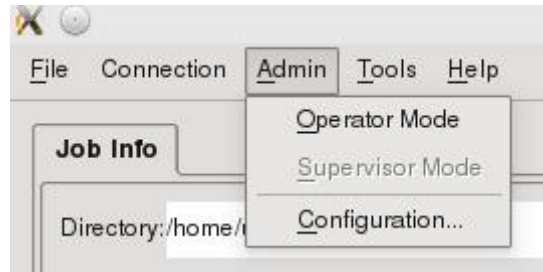 File Connection Admin Tools Help
Operator Mode
Job Info
Supervisor Mode
Configuration...
Directory:/home/